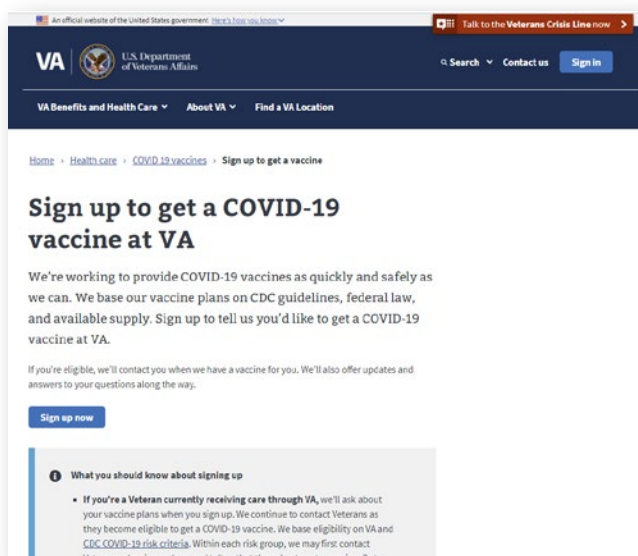 An official website of the United States government Here's how you know
Talk to the Veterans Crisis Line now
VA U.S. Department of Veterans Affairs
Search Contact us Sign in
VA Benefits and Health Care About VA Find a VA Location
Home › Health care › COVID 19 vaccines › Sign up to get a vaccine
Sign up to get a COVID-19
vaccine at VA
We're working to provide COVID-19 vaccines as quickly and safely as
we can. We base our vaccine plans on CDC guidelines, federal law,
and available supply. Sign up to tell us you'd like to get a COVID-19
vaccine at VA.
If you're eligible, we'll contact you when we have a vaccine for you. We'll also offer updates and
answers to your questions along the way.
Sign up now
What you should know about signing up
• If you're a Veteran currently receiving care through VA, we'll ask about
your vaccine plans when you sign up. We continue to contact Veterans as
they become eligible to get a COVID-19 vaccine. We base eligibility on VA and
CDC COVID-19 risk criteria. Within each risk group, we may first contact